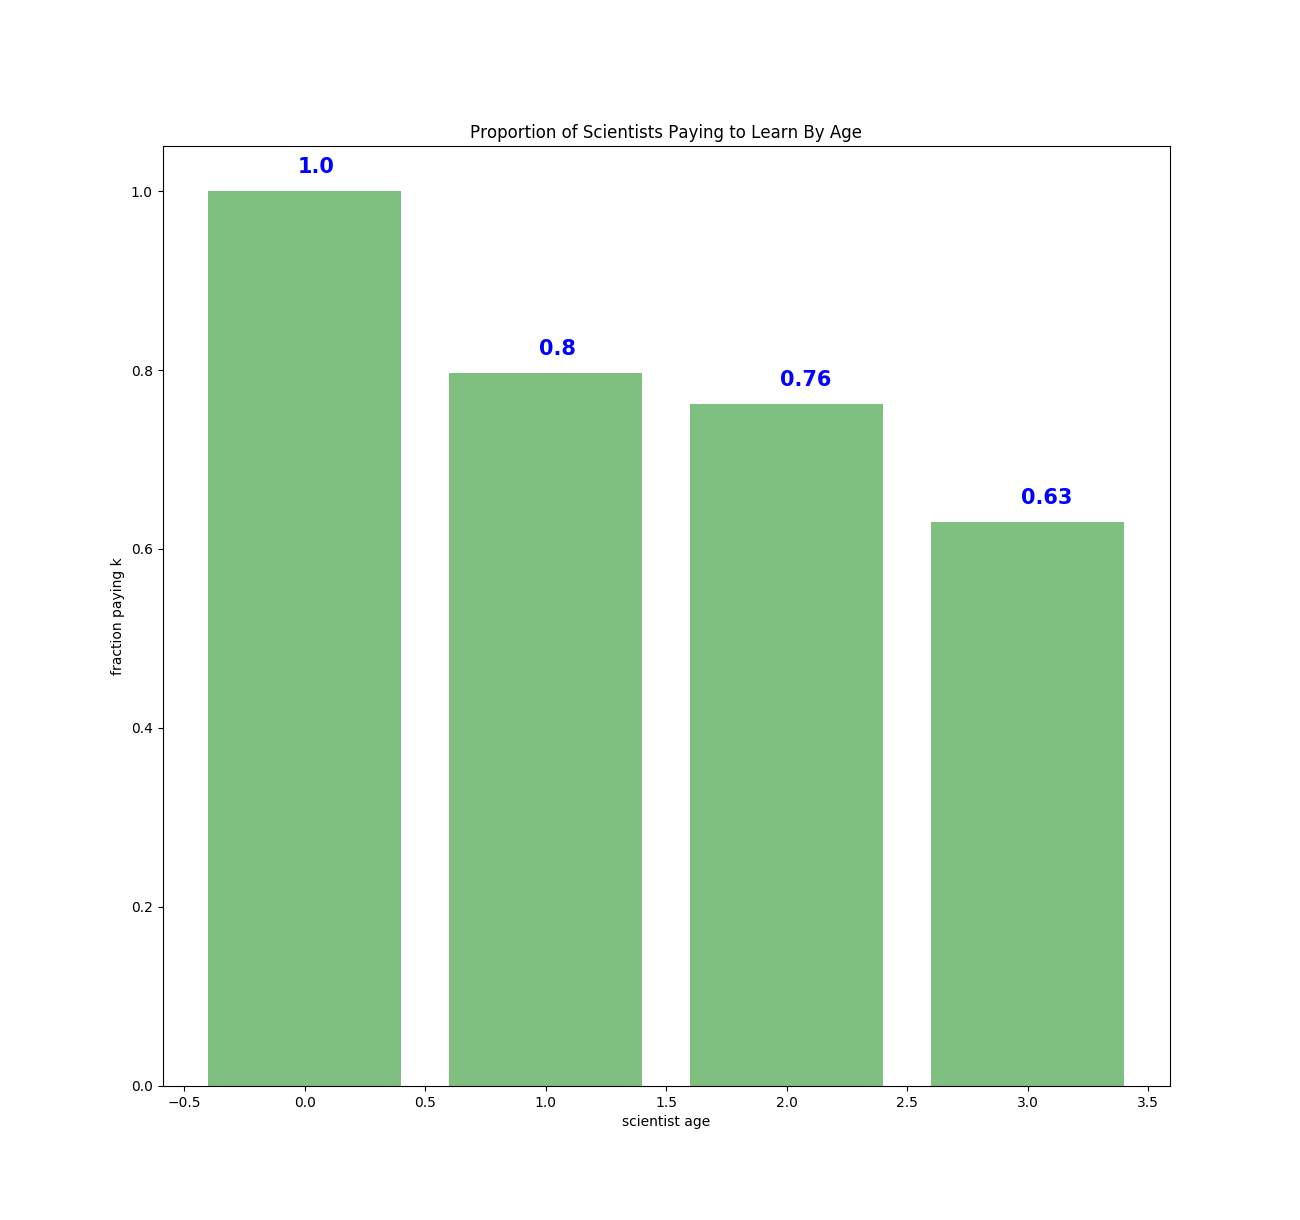 Proportion of Scientists Paying to Learn By Age
1.0
0.8
0.76
0.63
1.0
0.8
0.6
0.4
0.2
0.0
fraction paying k
−0.5 0.0 0.5 1.0 1.5 2.0 2.5 3.0 3.5
scientist age